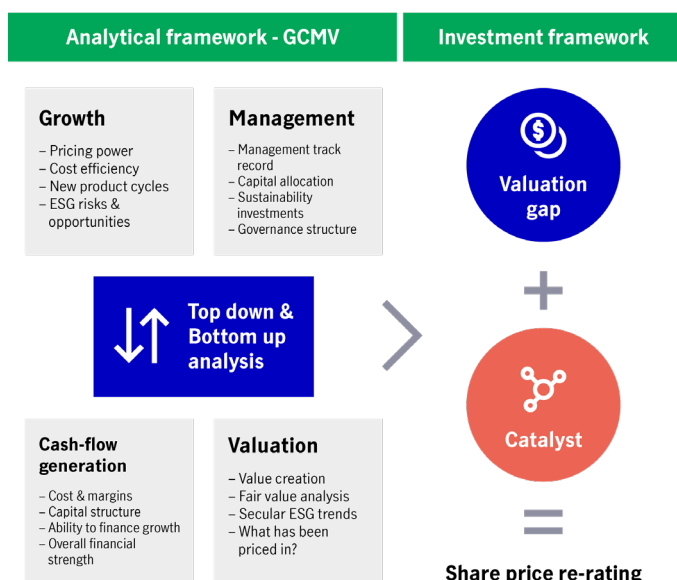 Analytical framework - GCMV
Investment framework
Growth
– Pricing power
– Cost efficiency
– New product cycles
– ESG risks &
opportunities
Management
– Management track
record
– Capital allocation
– Sustainability
investments
– Governance structure
Top down &
Bottom up
analysis
Cash-flow
generation
– Cost & margins
– Capital structure
– Ability to finance growth
– Overall financial
strength
Valuation
– Value creation
– Fair value analysis
– Secular ESG trends
– What has been
priced in?
$
Valuation
gap
+
Catalyst
=
Share price re-rating